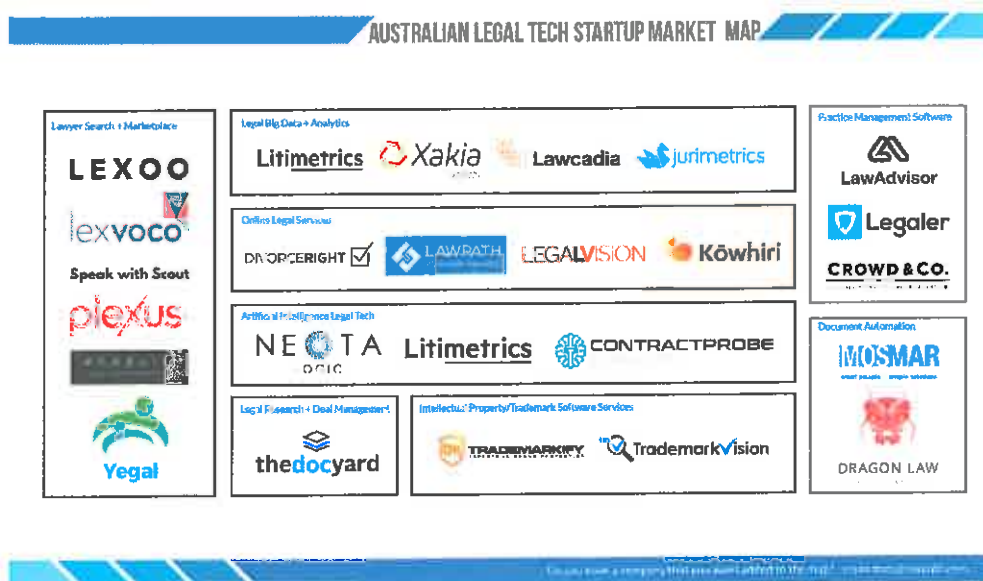 AUSTRALIAN LEGAL TECH STARTUP MARKET MAP
Lawyer Search + Marketplace
LEXOO
lexvoco
Speak with Scout
plexus
Yegal
Legal Big Data + Analytics
Litimetrics
Xakia
Lawcadia
jurimetrics
Online Legal Services
DIVORCERIGHT
LAWPATH
LEGALVISION
Kōwhiri
Artificial Intelligence Legal Tech
NEOTA
LOGIC
Litimetrics
CONTRACTPROBE
Legal Research + Deal Management
thedocyard
Intellectual Property/Trademark Software Services
TRADEMARKIFY
TrademarkVision
Practice Management Software
LawAdvisor
Legaler
CROWD & CO.
Document Automation
MOSMAR
DRAGON LAW